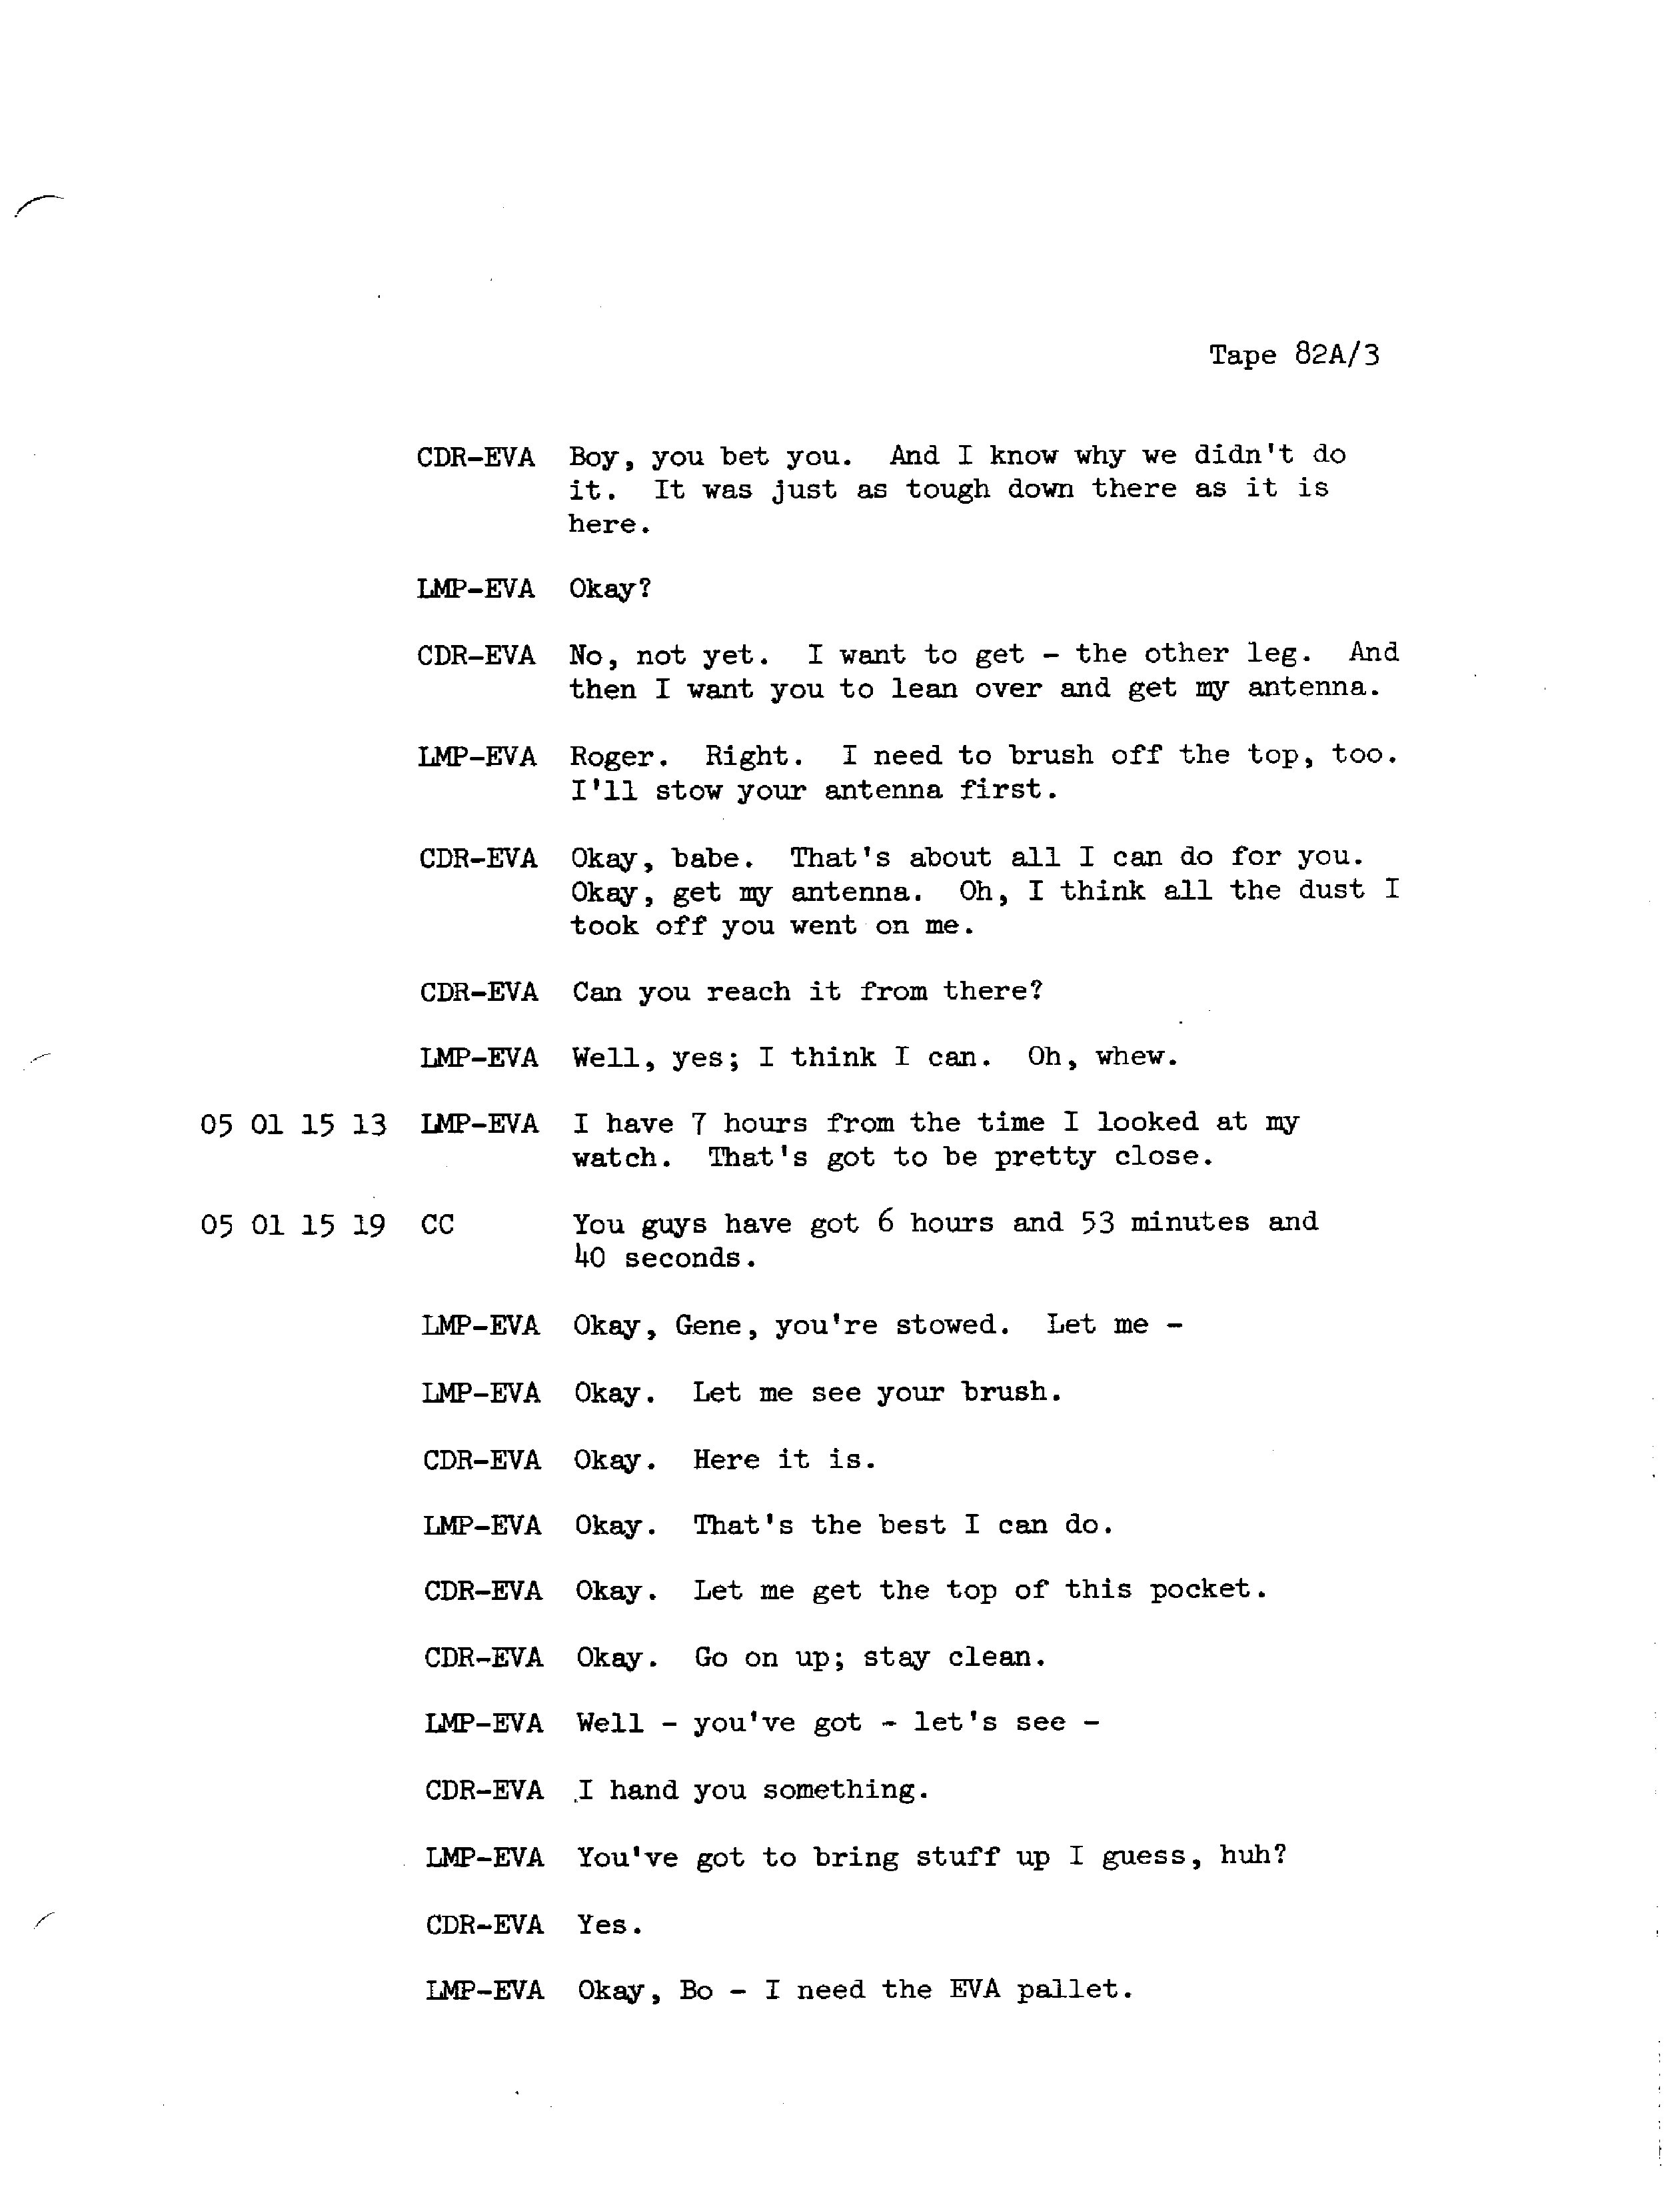 Tape 82A/3
CDR-EVA Boy, you bet you. And I know why we didn't do
it. It was just as tough down there as it is
here.
LMP-EVA Okay?
CDR-EVA No, not yet. I want to get - the other leg. And
then I want you to lean over and get my antenna.
LMP-EVA Roger. Right. I need to brush off the top, too.
I'll stow your antenna first.
CDR-EVA Okay, babe. That's about all I can do for you.
Okay, get my antenna. Oh, I think all the dust I
took off you went on me.
CDR-EVA Can you reach it from there?
LMP-EVA Well, yes; I think I can. Oh, whew.
05 01 15 13 LMP-EVA I have 7 hours from the time I looked at my
watch. That's got to be pretty close.
05 01 15 19 CC You guys have got 6 hours and 53 minutes and
40 seconds.
LMP-EVA Okay, Gene, you're stowed. Let me -
LMP-EVA Okay. Let me see your brush.
CDR-EVA Okay. Here it is.
LMP-EVA Okay. That's the best I can do.
CDR-EVA Okay. Let me get the top of this pocket.
CDR-EVA Okay. Go on up; stay clean.
LMP-EVA Well - you've got - let's see -
CDR-EVA I hand you something.
LMP-EVA You've got to bring stuff up I guess, huh?
CDR-EVA Yes.
LMP-EVA Okay, Bo - I need the EVA pallet.